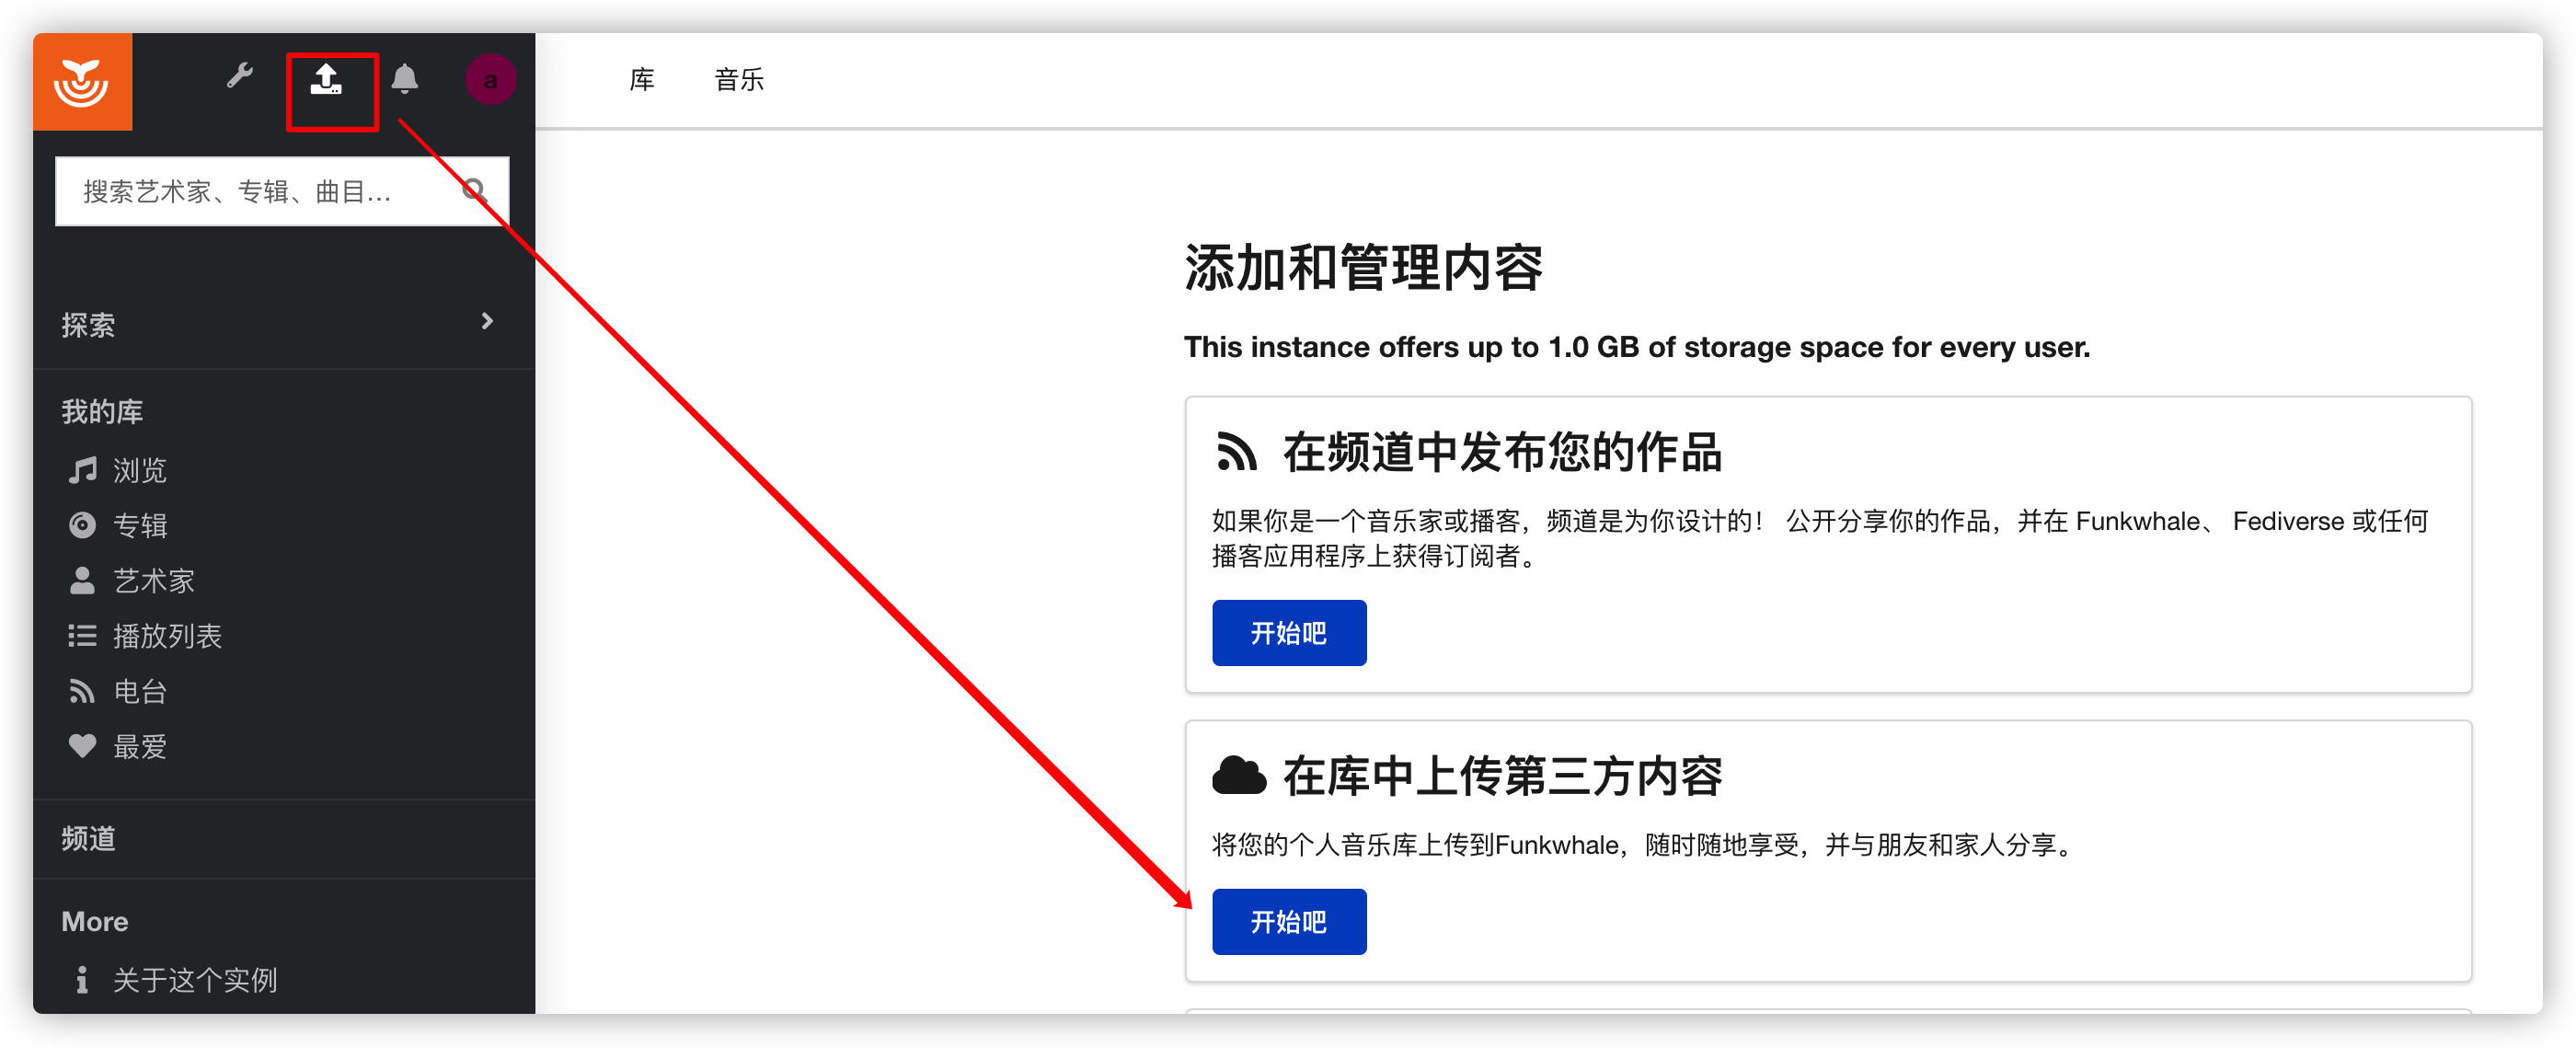 a
库 音乐
搜索艺术家、专辑、曲目...
探索
我的库
浏览
专辑
艺术家
播放列表
电台
最爱
频道
More
关于这个实例
添加和管理内容
This instance offers up to 1.0 GB of storage space for every user.
在频道中发布您的作品
如果你是一个音乐家或播客，频道是为你设计的！ 公开分享你的作品，并在 Funkwhale、 Fediverse 或任何
播客应用程序上获得订阅者。
开始吧
在库中上传第三方内容
将您的个人音乐库上传到Funkwhale，随时随地享受，并与朋友和家人分享。
开始吧